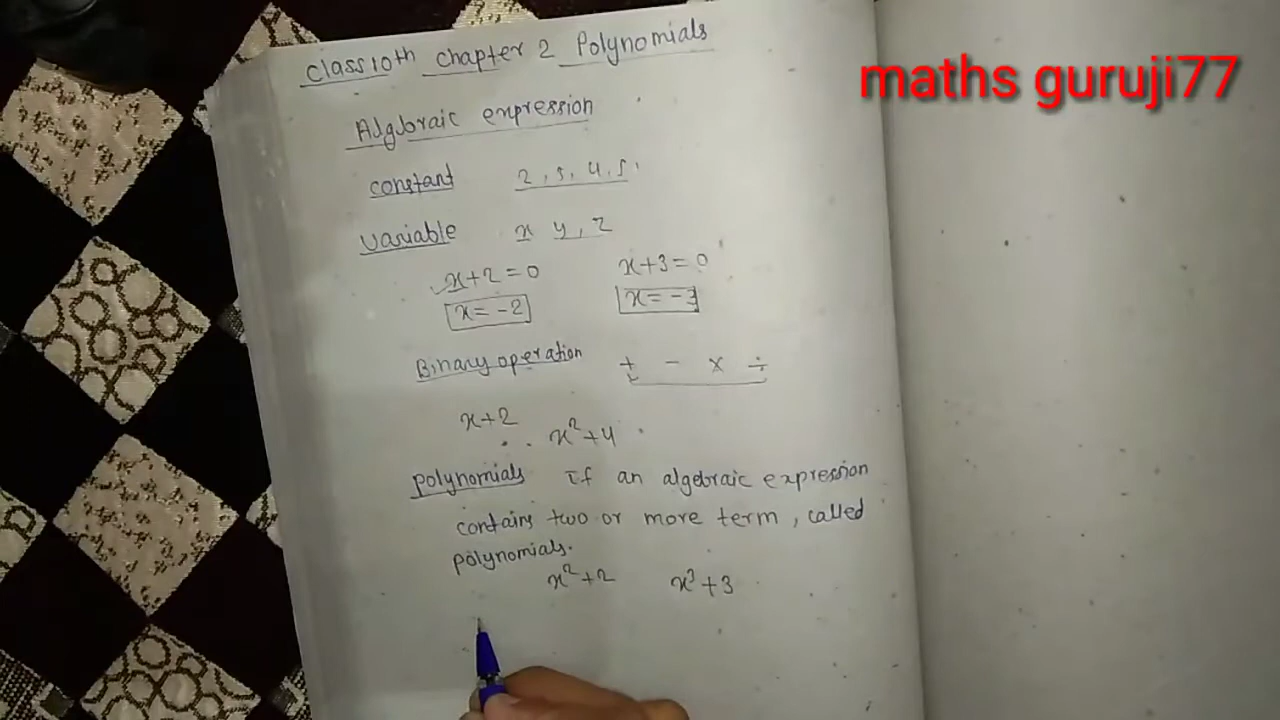 class 10th chapter 2 Polynomials
maths guruji77
Algebraic expression
constant 2, 3, 4, 5
variable x y, z
x+2=0 x+3=0
x=-2 x=-3
Binary operation + - × ÷
x+2
x²+4
polynomials If an algebraic expression
contains two or more term, called
polynomials.
x²+2 x³+3